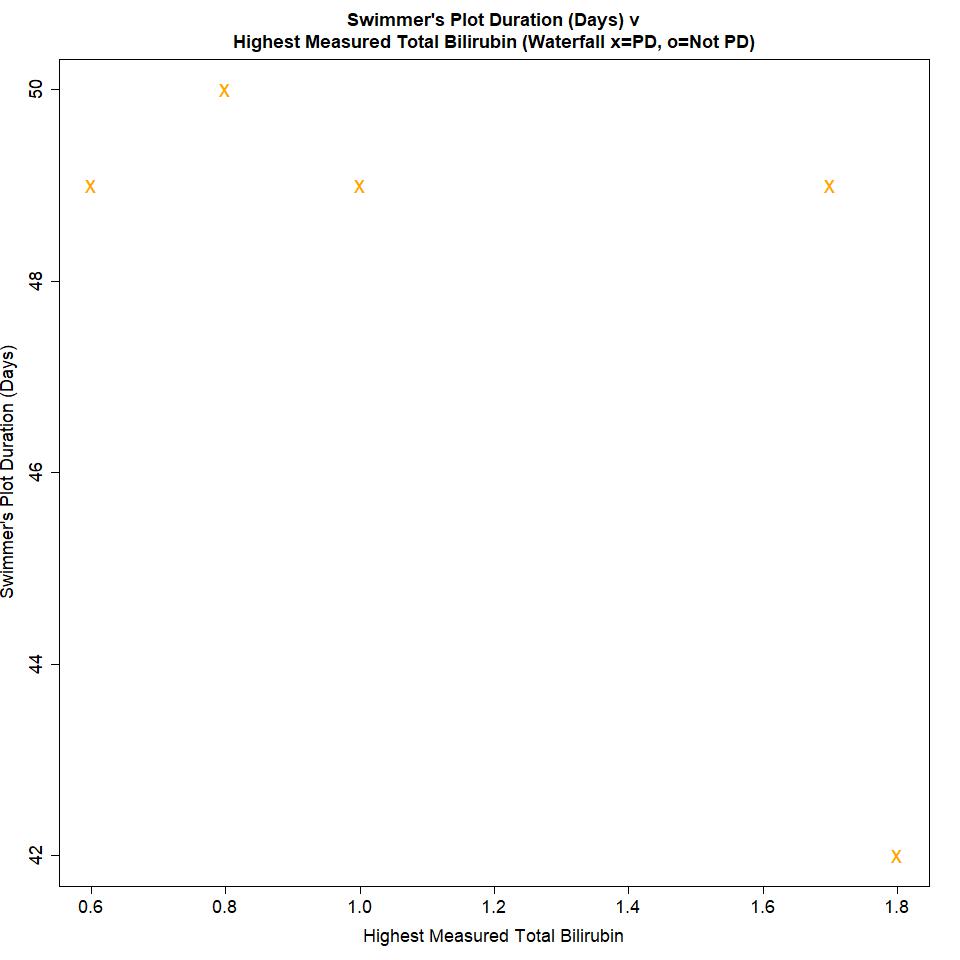 Swimmer's Plot Duration (Days) v
Highest Measured Total Bilirubin (Waterfall x=PD, o=Not PD)
Swimmer's Plot Duration (Days)
50
48
46
44
42
X
X
X
X
X
0.6 0.8 1.0 1.2 1.4 1.6 1.8
Highest Measured Total Bilirubin